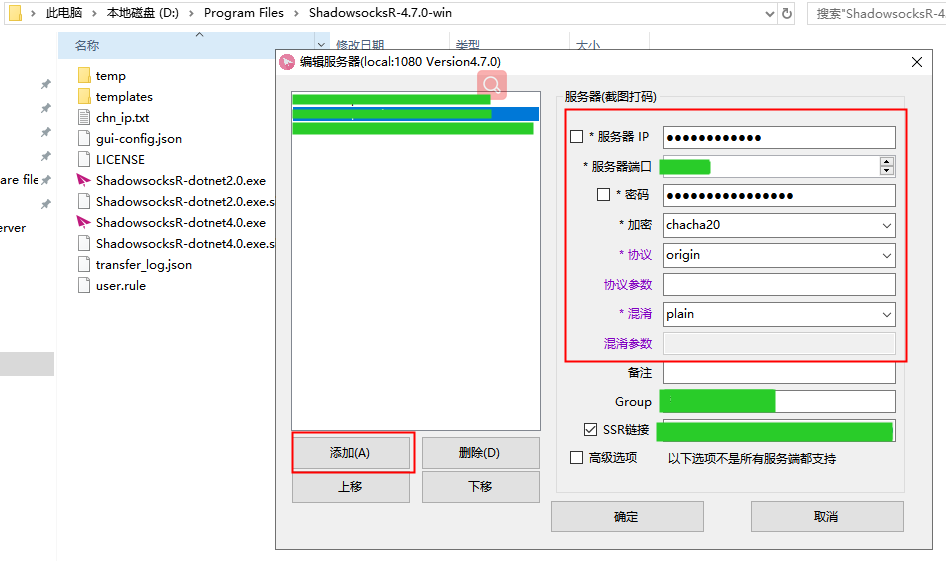 此电脑 > 本地磁盘 (D:) > Program Files > ShadowsocksR-4.7.0-win
搜索"ShadowsocksR-4.
名称 修改日期 类型 大小
temp
templates
chn_ip.txt
gui-config.json
LICENSE
ShadowsocksR-dotnet2.0.exe
ShadowsocksR-dotnet2.0.exe.s
ShadowsocksR-dotnet4.0.exe
ShadowsocksR-dotnet4.0.exe.s
transfer_log.json
user.rule
are file
erver
编辑服务器(local:1080 Version4.7.0)
添加(A) 删除(D)
上移 下移
服务器(截图打码)
* 服务器 IP ●●●●●●●●●●●●
* 服务器端口
* 密码 ●●●●●●●●●●●●●●●●
* 加密 chacha20
* 协议 origin
协议参数
* 混淆 plain
混淆参数
备注
Group
SSR链接
高级选项 以下选项不是所有服务端都支持
确定 取消